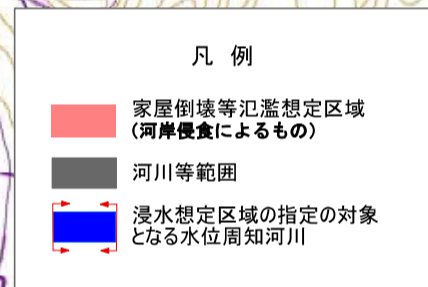 凡 例
家屋倒壊等氾濫想定区域
(河岸侵食によるもの)
河川等範囲
浸水想定区域の指定の対象
となる水位周知河川